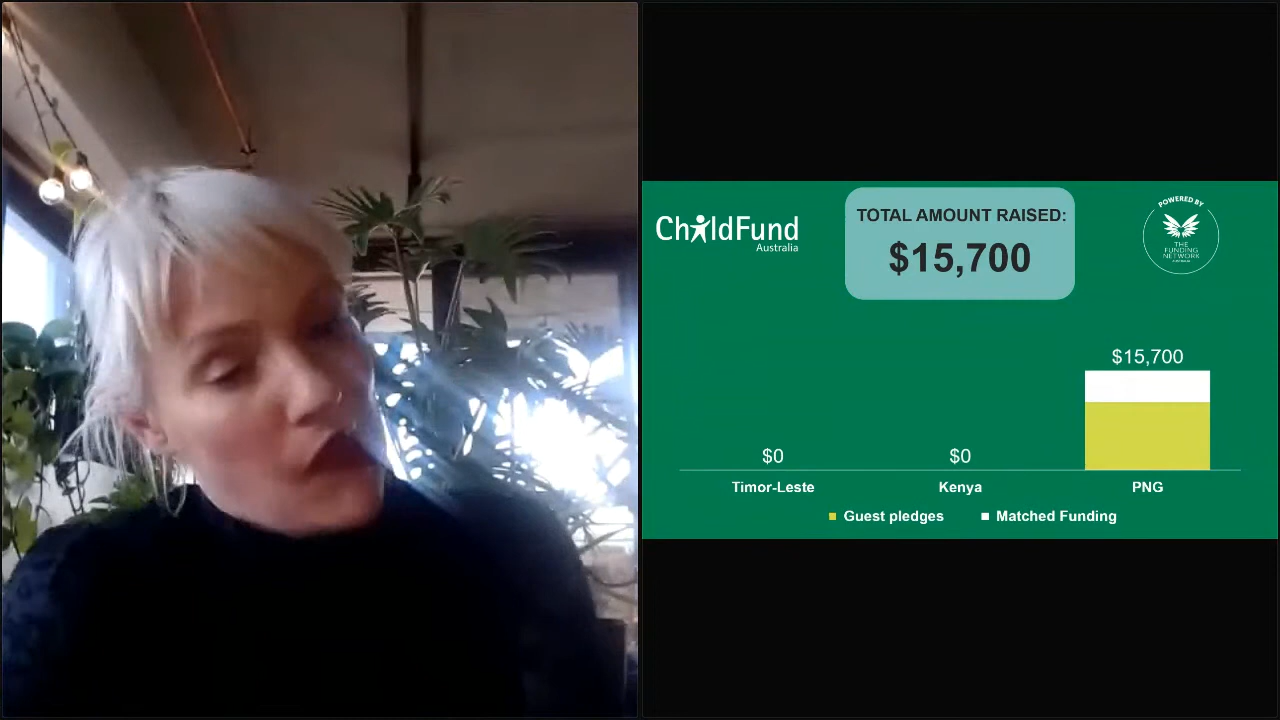 ChildFund
Australia
TOTAL AMOUNT RAISED:
$15,700
POWERED BY
THE
FUNDING
NETWORK
AUSTRALIA
$15,700
$0
$0
Timor-Leste
Kenya
PNG
Guest pledges
Matched Funding